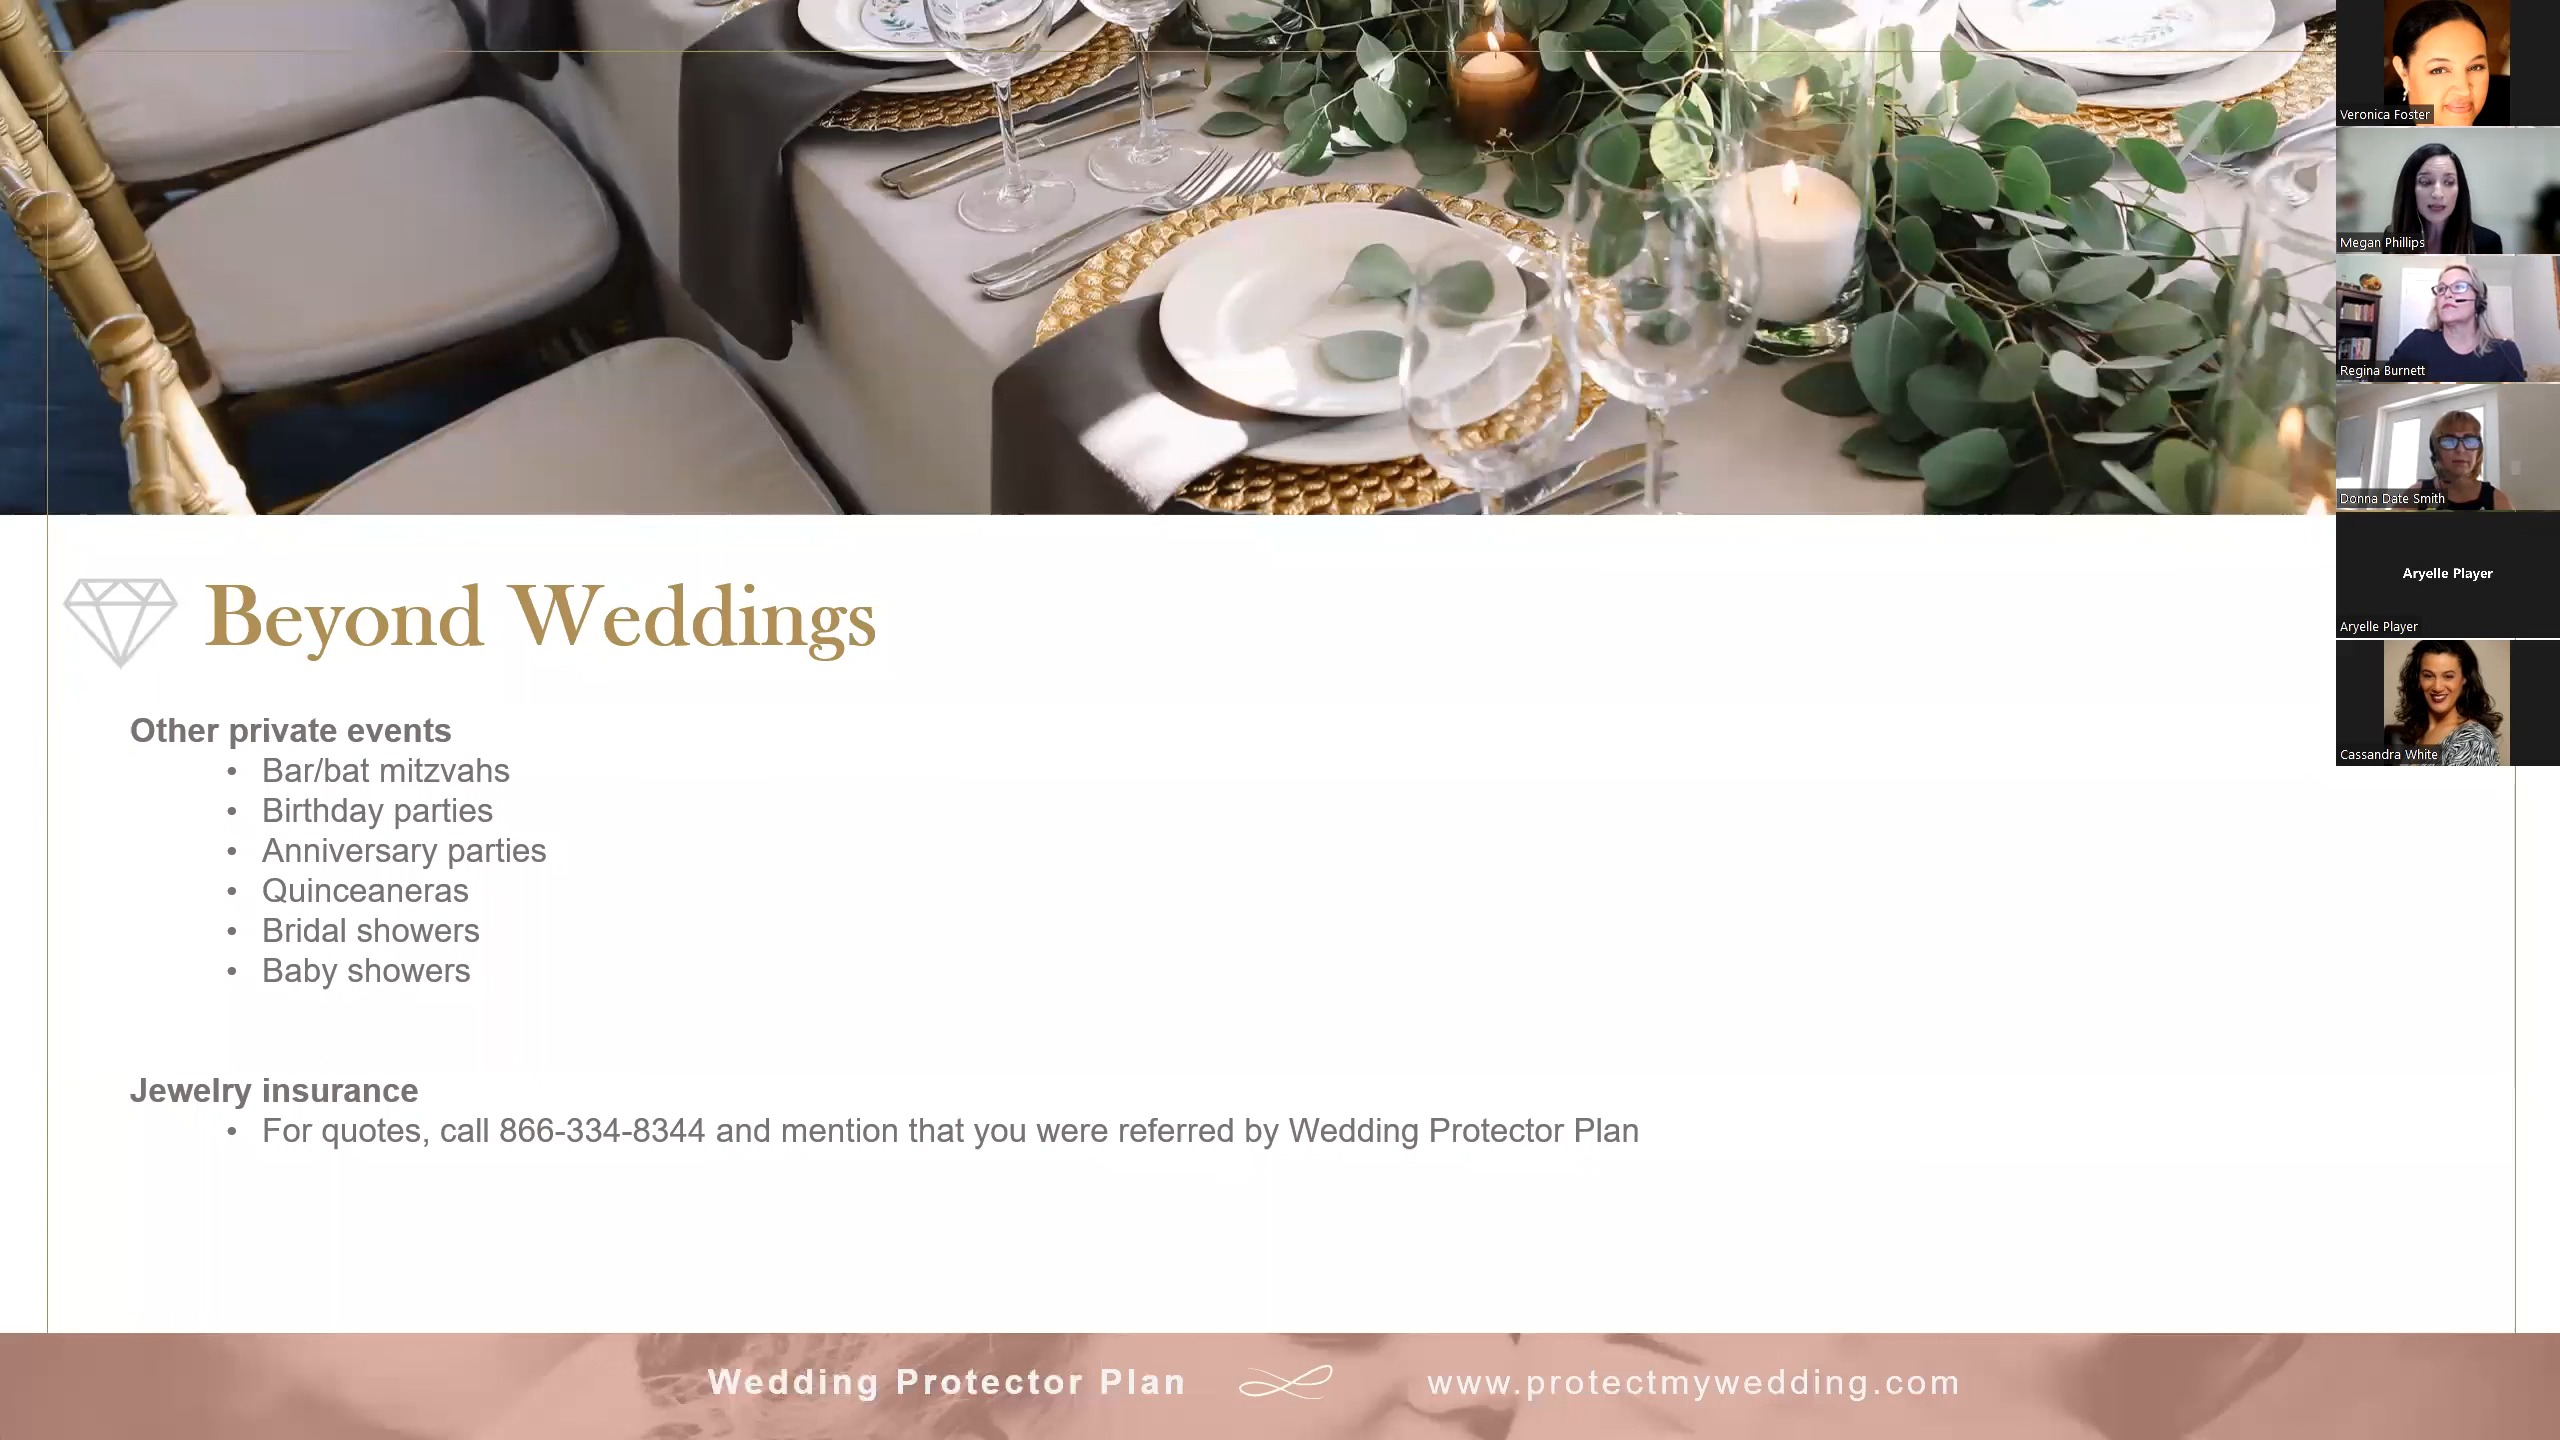 Beyond Weddings
Other private events
• Bar/bat mitzvahs
• Birthday parties
• Anniversary parties
• Quinceaneras
• Bridal showers
• Baby showers
Jewelry insurance
• For quotes, call 866-334-8344 and mention that you were referred by Wedding Protector Plan
Wedding Protector Plan
www.protectmywedding.com
Veronica Foster
Megan Phillips
Regina Burnett
Donna Date Smith
Aryelle Player
Aryelle Player
Cassandra White